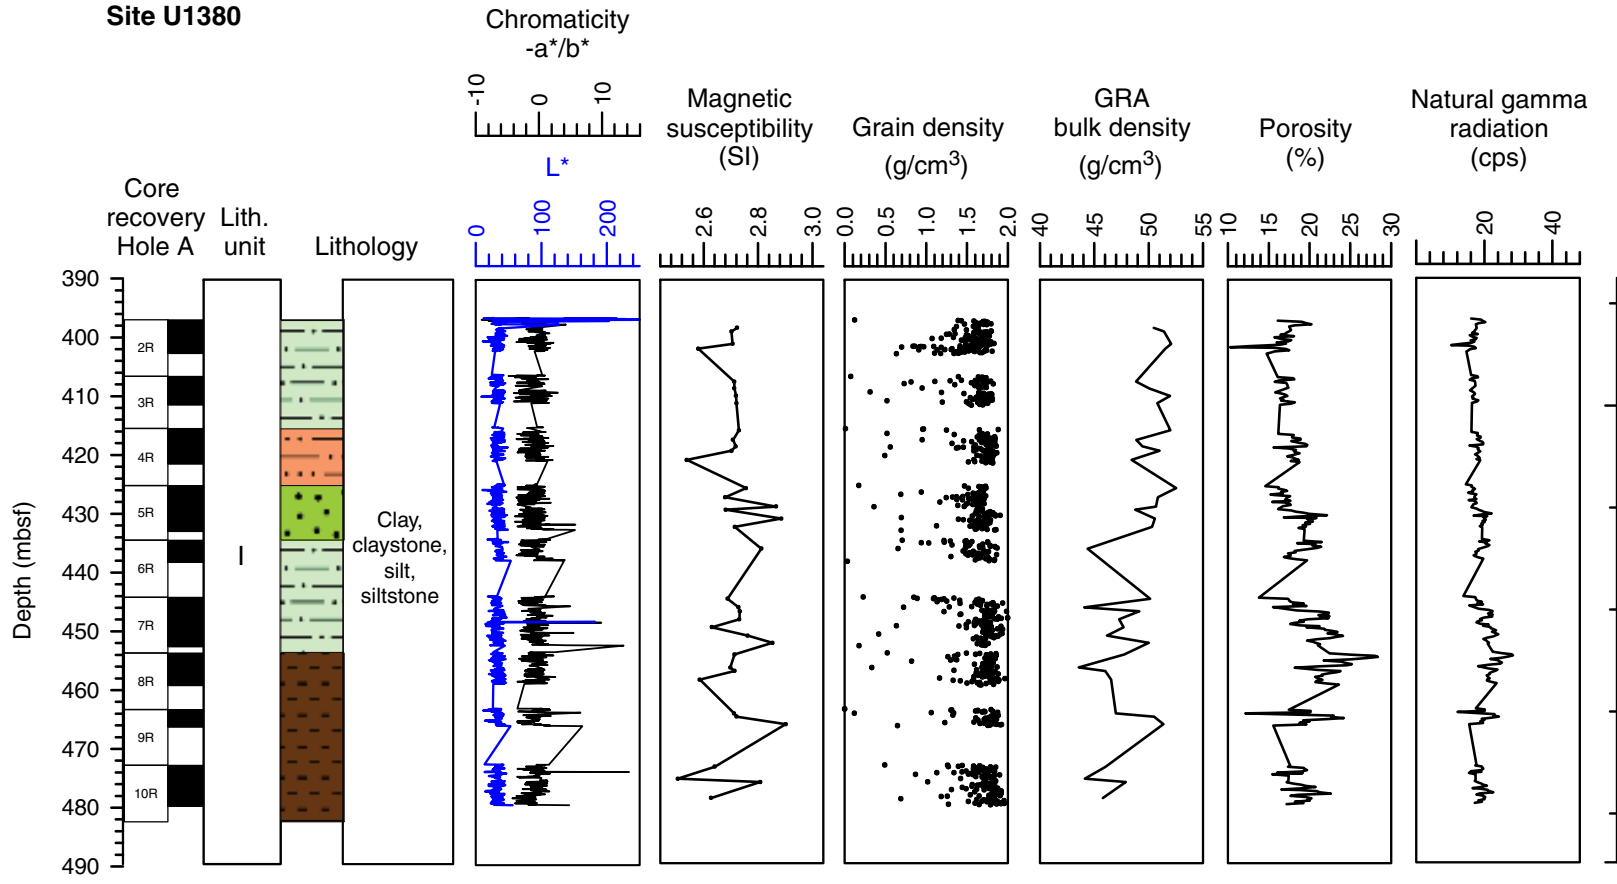 Site U1380
Chromaticity
-a*/b*
-10 0 10
L*
0 100 200
Magnetic
susceptibility
(SI)
2.6 2.8 3.0
Grain density
(g/cm3)
0.0 0.5 1.0 1.5 2.0
GRA
bulk density
(g/cm3)
40 45 50 55
Porosity
(%)
10 15 20 25 30
Natural gamma
radiation
(cps)
20 40
Core
recovery
Hole A
Lith.
unit
Lithology
Depth (mbsf)
390
400
410
420
430
440
450
460
470
480
490
2R
3R
4R
5R
6R
7R
8R
9R
10R
I
Clay,
claystone,
silt,
siltstone